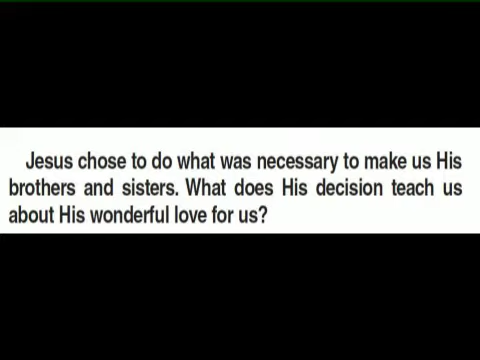 Jesus chose to do what was necessary to make us His
brothers and sisters. What does His decision teach us
about His wonderful love for us?